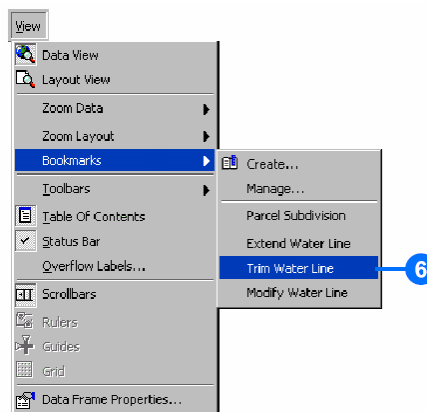 View
Data View
Layout View
Zoom Data
Zoom Layout
Bookmarks
Create...
Manage...
Toolbars
Parcel Subdivision
Table Of Contents
Extend Water Line
Status Bar
Trim Water Line
6
Overflow Labels...
Modify Water Line
Scrollbars
Rulers
Guides
Grid
Data Frame Properties...